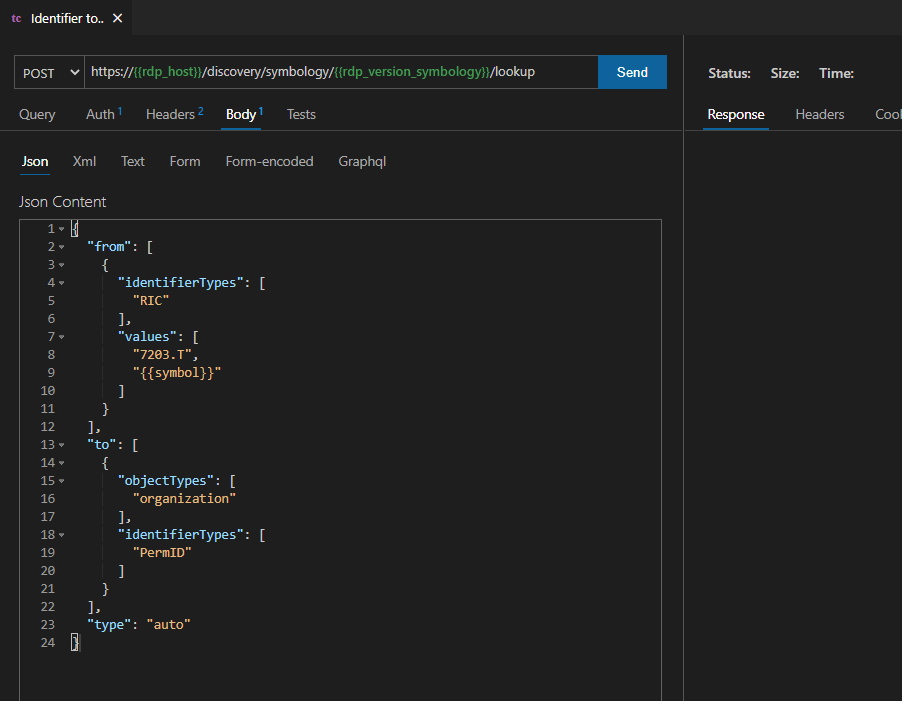 tc Identifier to.. ×
POST https://{{rdp_host}}/discovery/symbology/{{rdp_version_symbology}}/lookup Send
Query Auth 1 Headers 2 Body 1 Tests
Json Xml Text Form Form-encoded Graphql
Json Content
1 {
2 "from": [
3 {
4 "identifierTypes": [
5 "RIC"
6 ],
7 "values": [
8 "7203.T",
9 "{{symbol}}"
10 ]
11 }
12 ],
13 "to": [
14 {
15 "objectTypes": [
16 "organization"
17 ],
18 "identifierTypes": [
19 "PermID"
20 ]
21 }
22 ],
23 "type": "auto"
24 }
Status: Size: Time:
Response Headers Cool